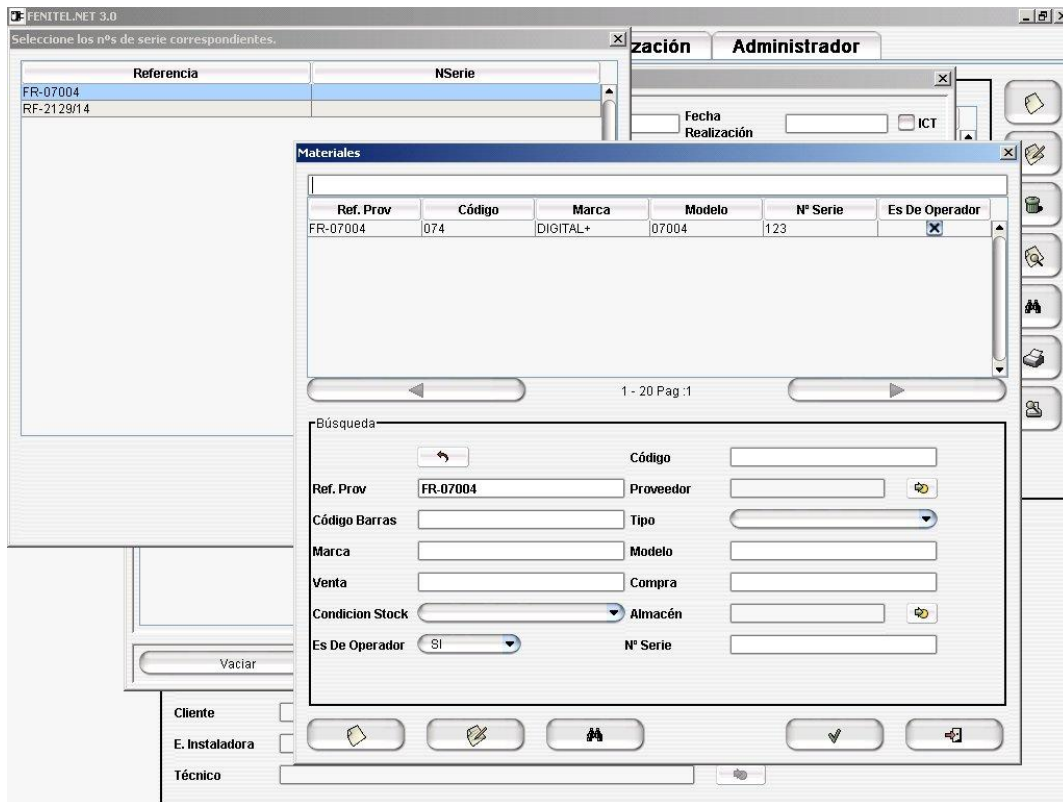 FENITEL.NET 3.0
Seleccione los nºs de serie correspondientes.
zación Administrador
Referencia NSerie
FR-07004
RF-2129/14
Fecha Realización ICT
Materiales
Ref. Prov Código Marca Modelo Nº Serie Es De Operador
FR-07004 074 DIGITAL+ 07004 123
1 - 20 Pag :1
Búsqueda
Código
Ref. Prov FR-07004 Proveedor
Código Barras Tipo
Marca Modelo
Venta Compra
Condicion Stock Almacén
Es De Operador SI Nº Serie
Vaciar
Cliente
E. Instaladora
Técnico